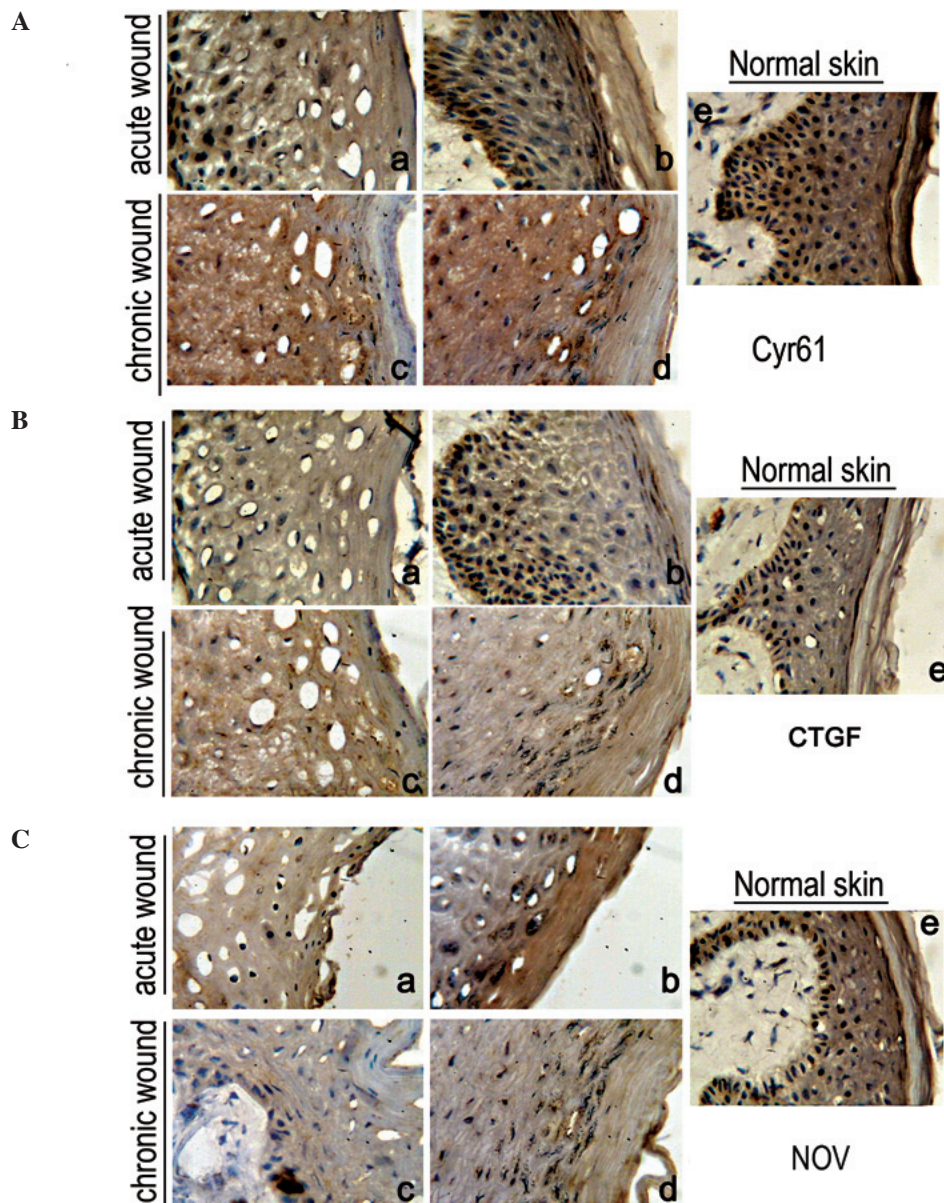 A
acute wound
a
b
chronic wound
c
d
Normal skin
e
Cyr61
B
acute wound
a
b
chronic wound
c
d
Normal skin
e
CTGF
C
acute wound
a
b
chronic wound
c
d
Normal skin
e
NOV